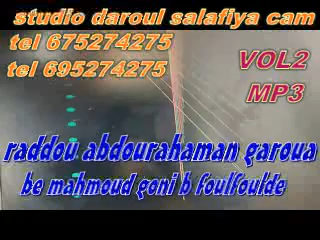 studio daroul salafiya cam
tel 675274275
tel 695274275
VOL2
MP3
raddou abdourahaman garoua
be mahmoud goni b foulfoulde